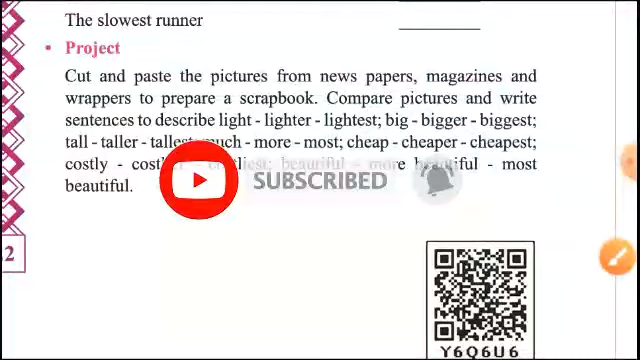 The slowest runner
• Project
Cut and paste the pictures from news papers, magazines and
wrappers to prepare a scrapbook. Compare pictures and write
sentences to describe light - lighter - lightest; big - bigger - biggest;
tall - taller - tallest; much - more - most; cheap - cheaper - cheapest;
costly - costlier - costliest; beautiful - more beautiful - most
beautiful.
SUBSCRIBED
2
Y6Q6U6